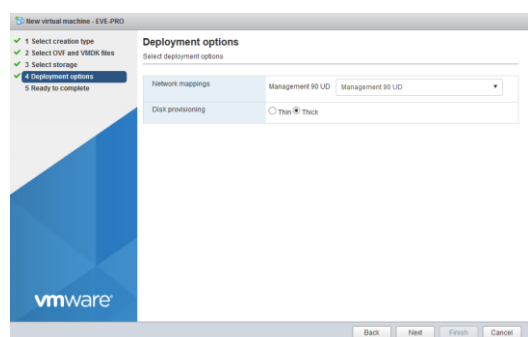 New virtual machine - EVE-PRO
1 Select creation type
2 Select OVF and VMDK files
3 Select storage
4 Deployment options
5 Ready to complete
Deployment options
Select deployment options
Network mappings
Management 90 UD
Management 90 UD
Disk provisioning
Thin
Thick
vmware
Back
Next
Finish
Cancel